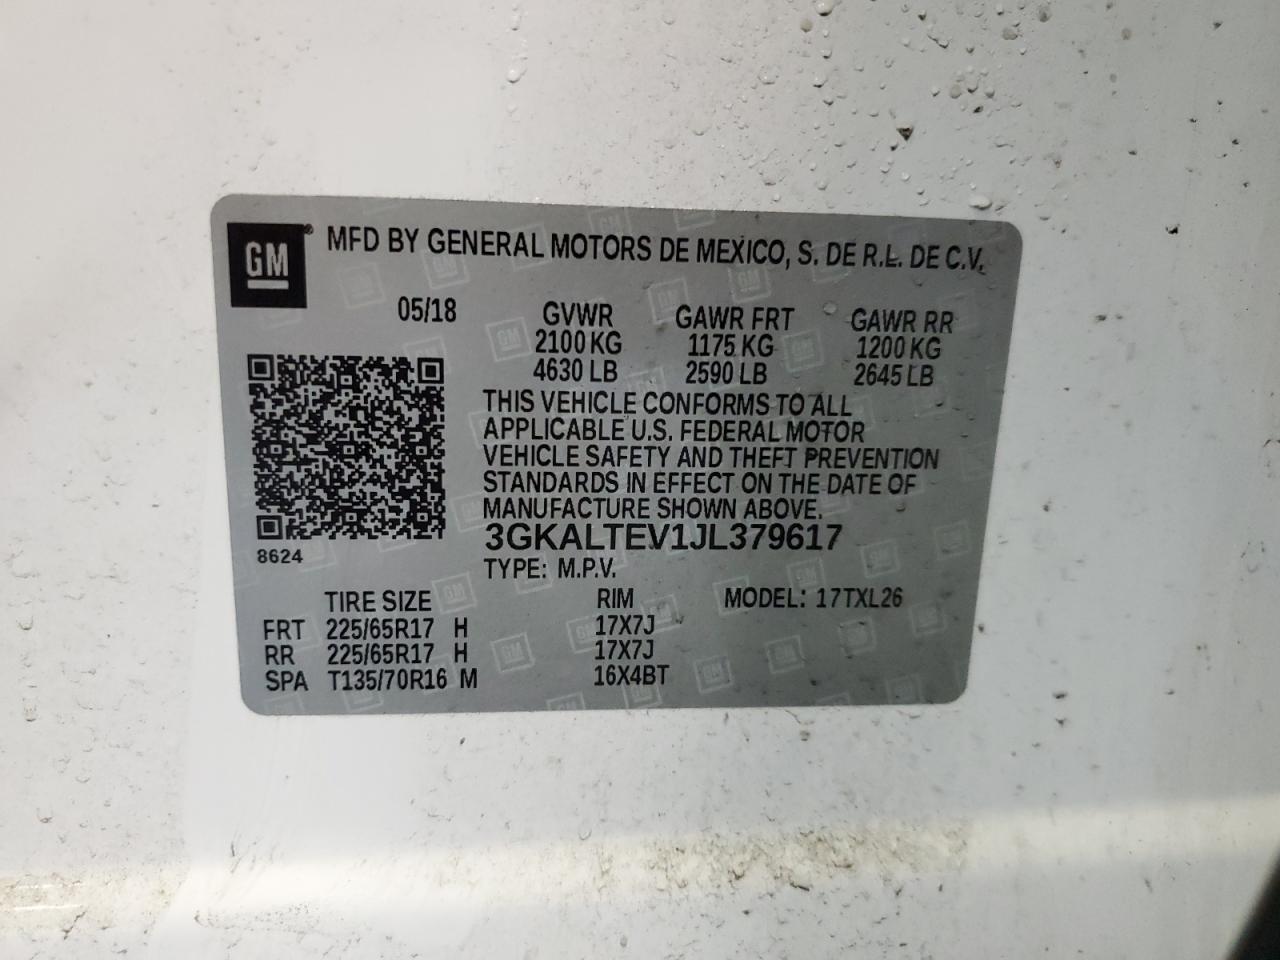 GM® MFD BY GENERAL MOTORS DE MEXICO, S. DE R.L. DE C.V.
05/18 GVWR GAWR FRT GAWR RR
2100 KG 1175 KG 1200 KG
4630 LB 2590 LB 2645 LB
THIS VEHICLE CONFORMS TO ALL
APPLICABLE U.S. FEDERAL MOTOR
VEHICLE SAFETY AND THEFT PREVENTION
STANDARDS IN EFFECT ON THE DATE OF
MANUFACTURE SHOWN ABOVE.
3GKALTEV1JL379617
8624
TYPE: M.P.V.
TIRE SIZE RIM MODEL: 17TXL26
FRT 225/65R17 H 17X7J
RR 225/65R17 H 17X7J
SPA T135/70R16 M 16X4BT